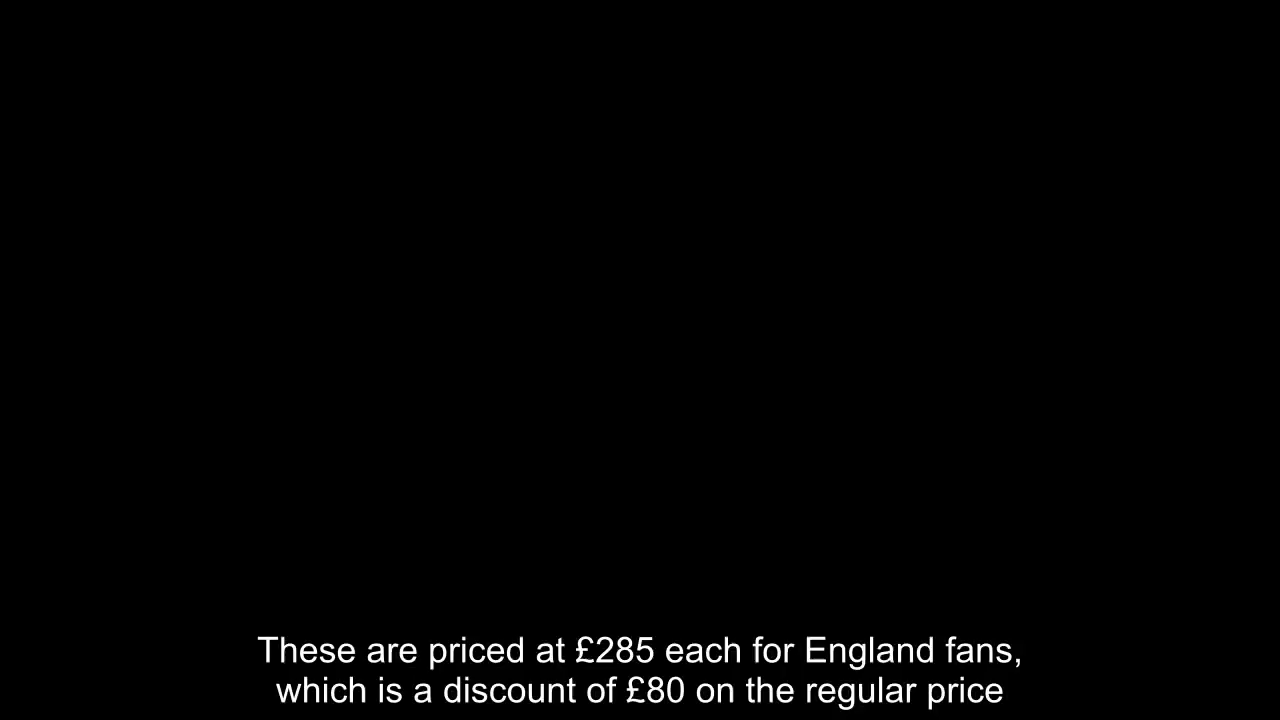 These are priced at £285 each for England fans,
which is a discount of £80 on the regular price